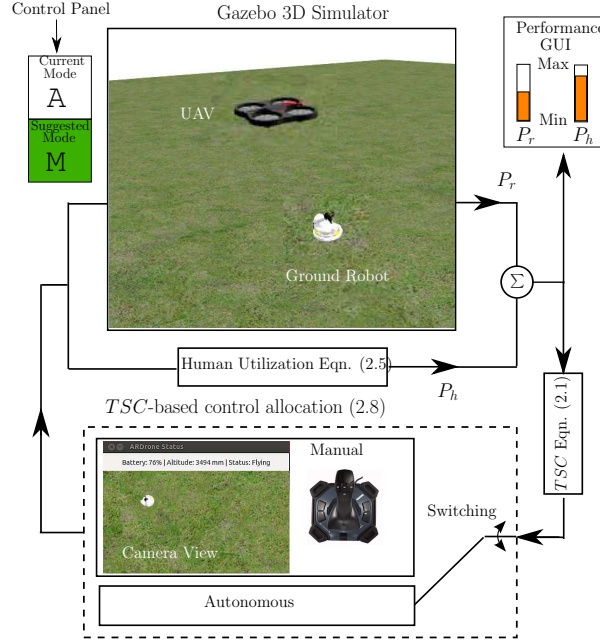 Control Panel
Gazebo 3D Simulator
Current
Mode
A
Suggested
Mode
M
UAV
Ground Robot
Performance
GUI
Max
Min
P_r
P_h
P_r
Σ
Human Utilization Eqn. (2.5)
P_h
TSC Eqn. (2.1)
TSC-based control allocation (2.8)
ARDrone Status
Battery: 76% | Altitude: 3494 mm | Status: Flying
Camera View
Manual
Switching
Autonomous